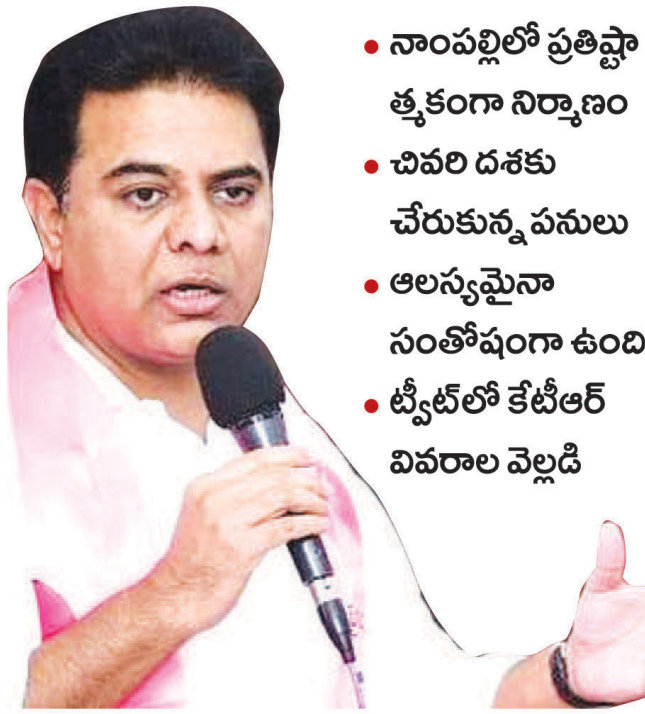 • నాంపల్లిలో ప్రతిష్టా
త్మకంగా నిర్మాణం
• చివరి దశకు
చేరుకున్న పనులు
• ఆలస్యమైనా
సంతోషంగా ఉంది
• ట్వీట్‌లో కేటీఆర్
వివరాల వెల్లడి